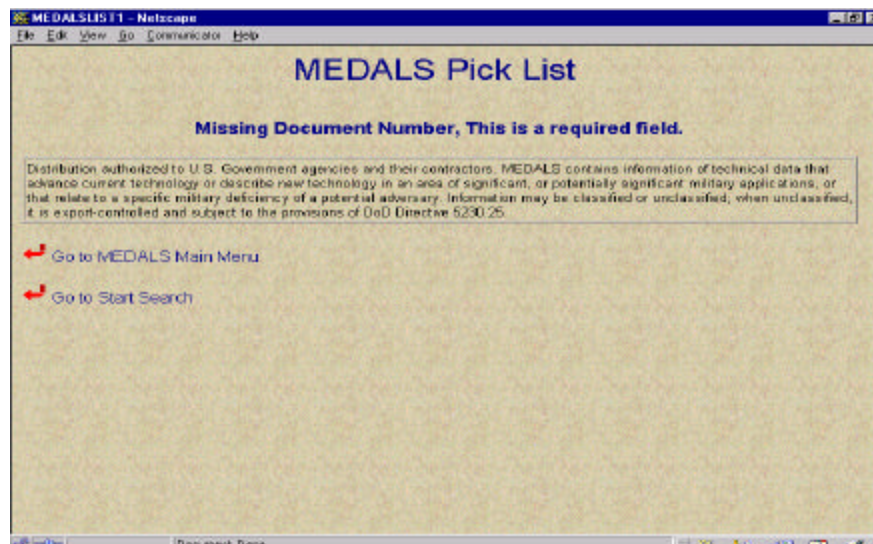 MEDALSLIST1 - Netscape
File Edit View Go Communicator Help
MEDALS Pick List
Missing Document Number, This is a required field.
Distribution authorized to U.S. Government agencies and their contractors. MEDALS contains information of technical data that
advance current technology or describe new technology in an area of significant, or potentially significant military applications, or
that relate to a specific military deficiency of a potential adversary. Information may be classified or unclassified; when unclassified,
it is export-controlled and subject to the provisions of DoD Directive 5230.25.
Go to MEDALS Main Menu
Go to Start Search
Document: Done